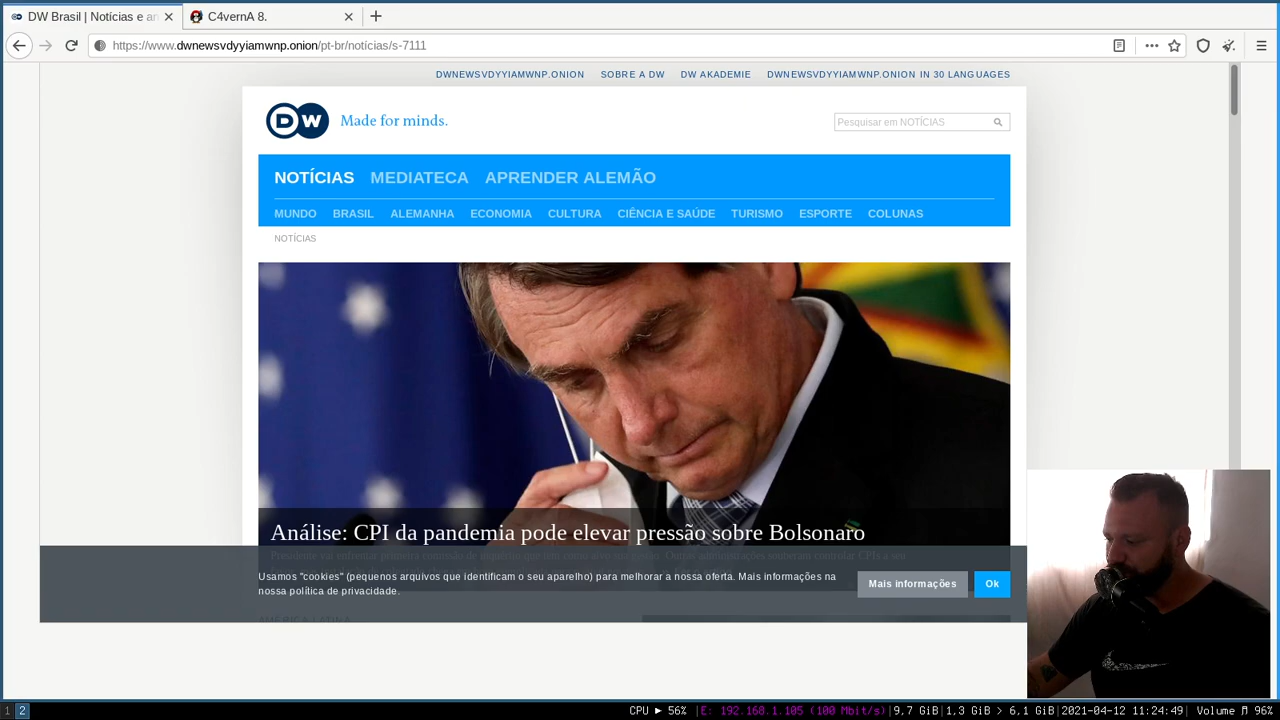 DW Brasil | Notícias e an
C4vernA 8.
https://www.dwnewsvdyyiamwnp.onion/pt-br/notícias/s-7111
DWNEWSVDYYIAMWNP.ONION SOBRE A DW DW AKADEMIE DWNEWSVDYYIAMWNP.ONION IN 30 LANGUAGES
DW Made for minds.
Pesquisar em NOTÍCIAS
NOTÍCIAS MEDIATECA APRENDER ALEMÃO
MUNDO BRASIL ALEMANHA ECONOMIA CULTURA CIÊNCIA E SAÚDE TURISMO ESPORTE COLUNAS
NOTÍCIAS
Análise: CPI da pandemia pode elevar pressão sobre Bolsonaro
Usamos "cookies" (pequenos arquivos que identificam o seu aparelho) para melhorar a nossa oferta. Mais informações na
nossa política de privacidade.
Mais informações Ok
AMÉRICA LATINA
1 2 CPU ► 56% |E: 192.168.1.105 (100 Mbit/s)|9,7 GiB|1,3 GiB > 6,1 GiB|2021-04-12 11:24:49| Volume ♬ 96%